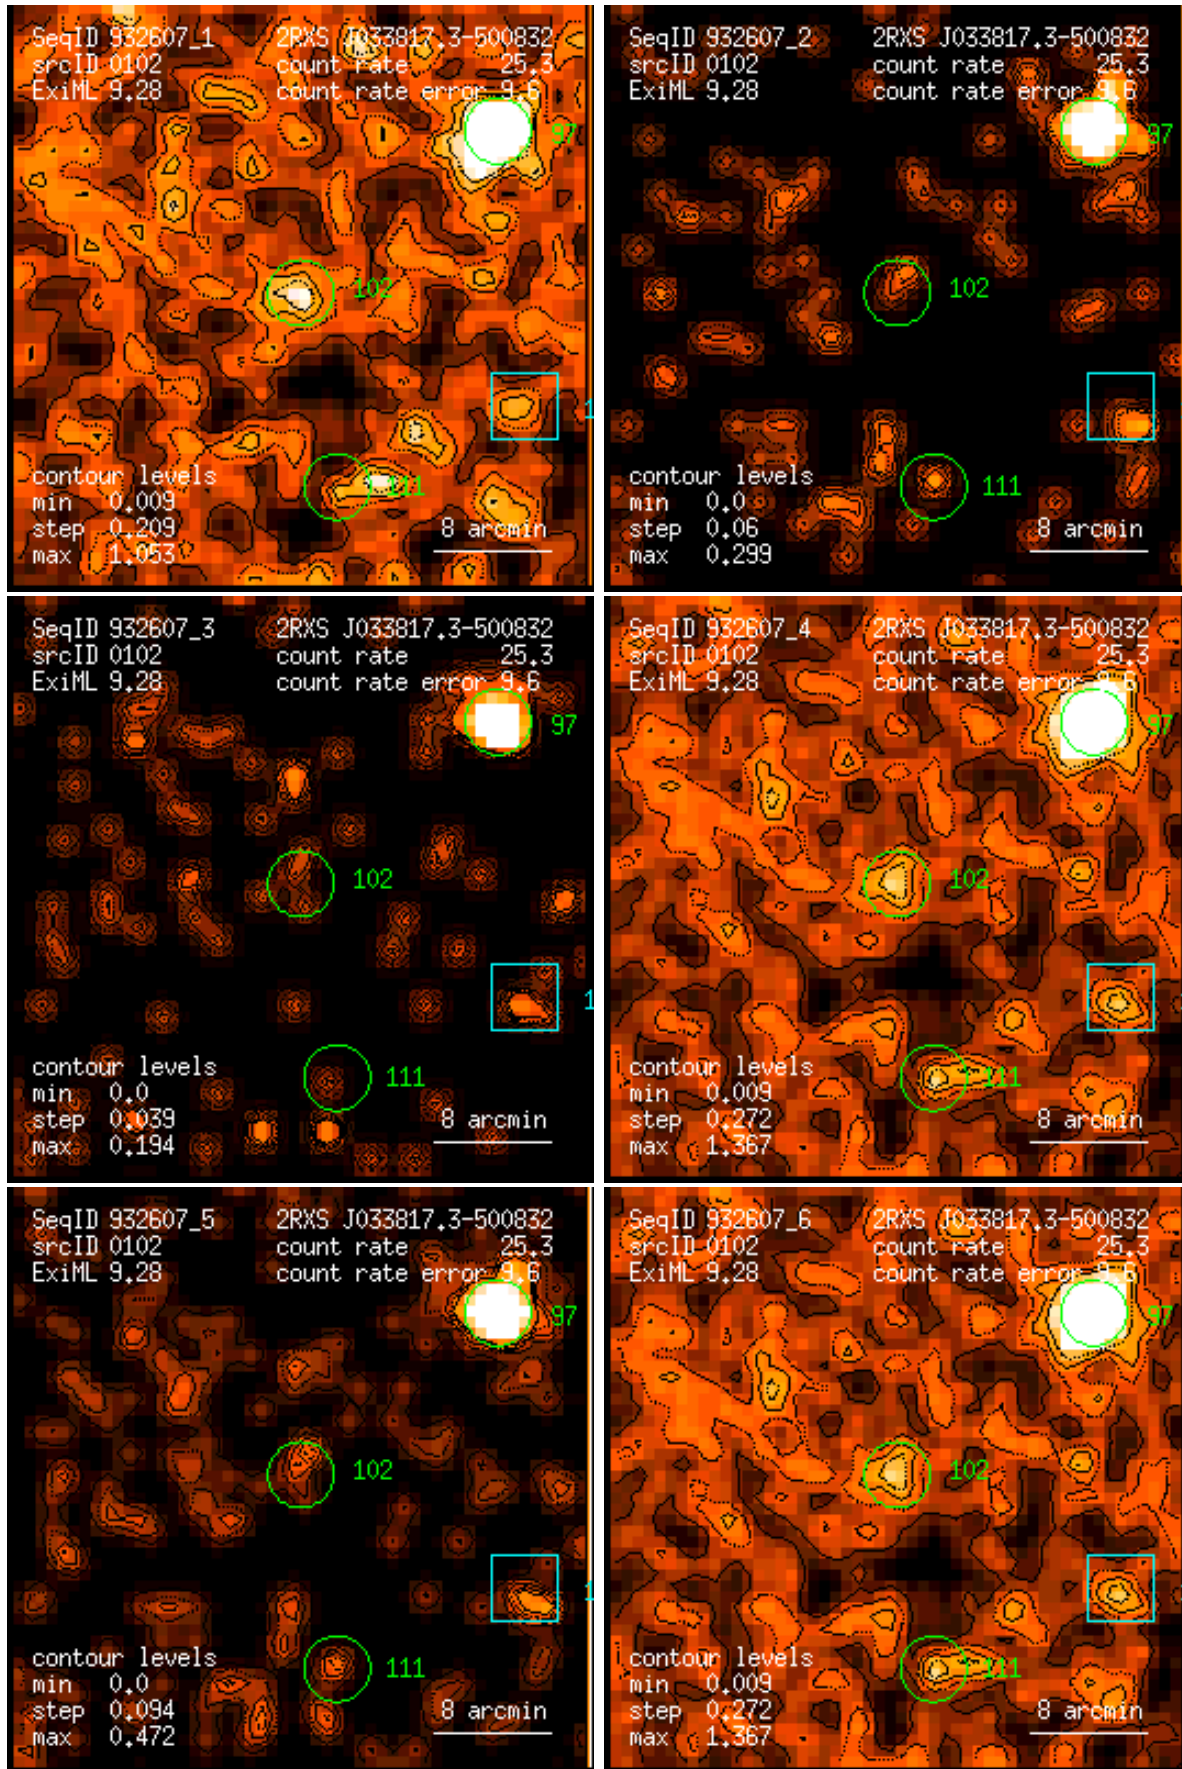 SeqID 932607_1 2RXS J033817.3-500832
srcID 0102 count rate 25.3
ExiML 9.28 count rate error 9.6
97
102
1
111
contour levels
min 0.009
step 0.209
max 1.053
8 arcmin
SeqID 932607_2 2RXS J033817.3-500832
srcID 0102 count rate 25.3
ExiML 9.28 count rate error 9.6
97
102
111
contour levels
min 0.0
step 0.06
max 0.299
8 arcmin
SeqID 932607_3 2RXS J033817.3-500832
srcID 0102 count rate 25.3
ExiML 9.28 count rate error 9.6
97
102
1
111
contour levels
min 0.0
step 0.039
max 0.194
8 arcmin
SeqID 932607_4 2RXS J033817.3-500832
srcID 0102 count rate 25.3
ExiML 9.28 count rate error 9.6
97
102
111
contour levels
min 0.009
step 0.272
max 1.367
8 arcmin
SeqID 932607_5 2RXS J033817.3-500832
srcID 0102 count rate 25.3
ExiML 9.28 count rate error 9.6
97
102
1
111
contour levels
min 0.0
step 0.094
max 0.472
8 arcmin
SeqID 932607_6 2RXS J033817.3-500832
srcID 0102 count rate 25.3
ExiML 9.28 count rate error 9.6
97
102
111
contour levels
min 0.009
step 0.272
max 1.367
8 arcmin